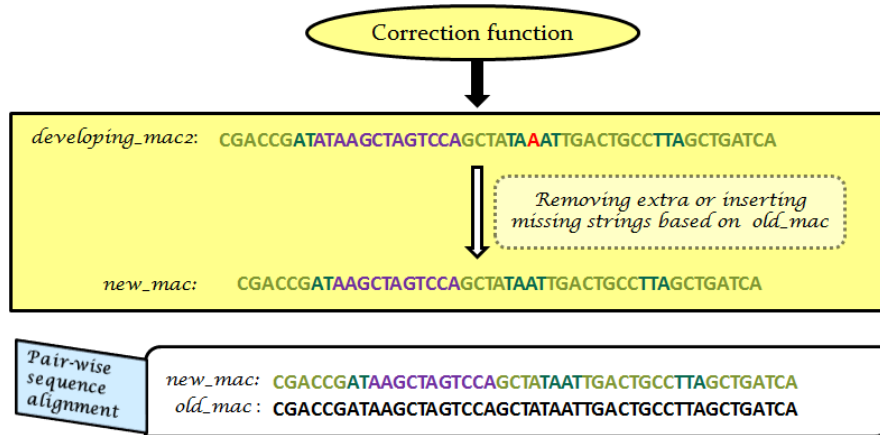 Correction function
developing_mac2: CGACCGATATAAGCTAGTCCAGCTATAAATTGACTGCCTTAGCTGATCA
Removing extra or inserting
missing strings based on old_mac
new_mac: CGACCGATAAGCTAGTCCAGCTATAATTGACTGCCTTAGCTGATCA
Pair-wise
sequence
alignment
new_mac: CGACCGATAAGCTAGTCCAGCTATAATTGACTGCCTTAGCTGATCA
old_mac : CGACCGATAAGCTAGTCCAGCTATAATTGACTGCCTTAGCTGATCA